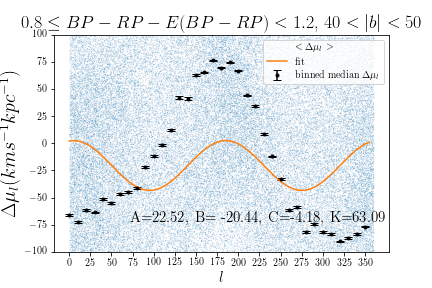 0.8 ≤ BP − RP − E(BP − RP) < 1.2, 40 < |b| < 50
Δμ_l(kms^{−1}kpc^{−1})
100
75
50
25
0
−25
−50
−75
−100
< Δμ_l >
fit
binned median Δμ_l
A=22.52, B= -20.44, C=-4.18, K=63.09
0 25 50 75 100 125 150 175 200 225 250 275 300 325 350
l